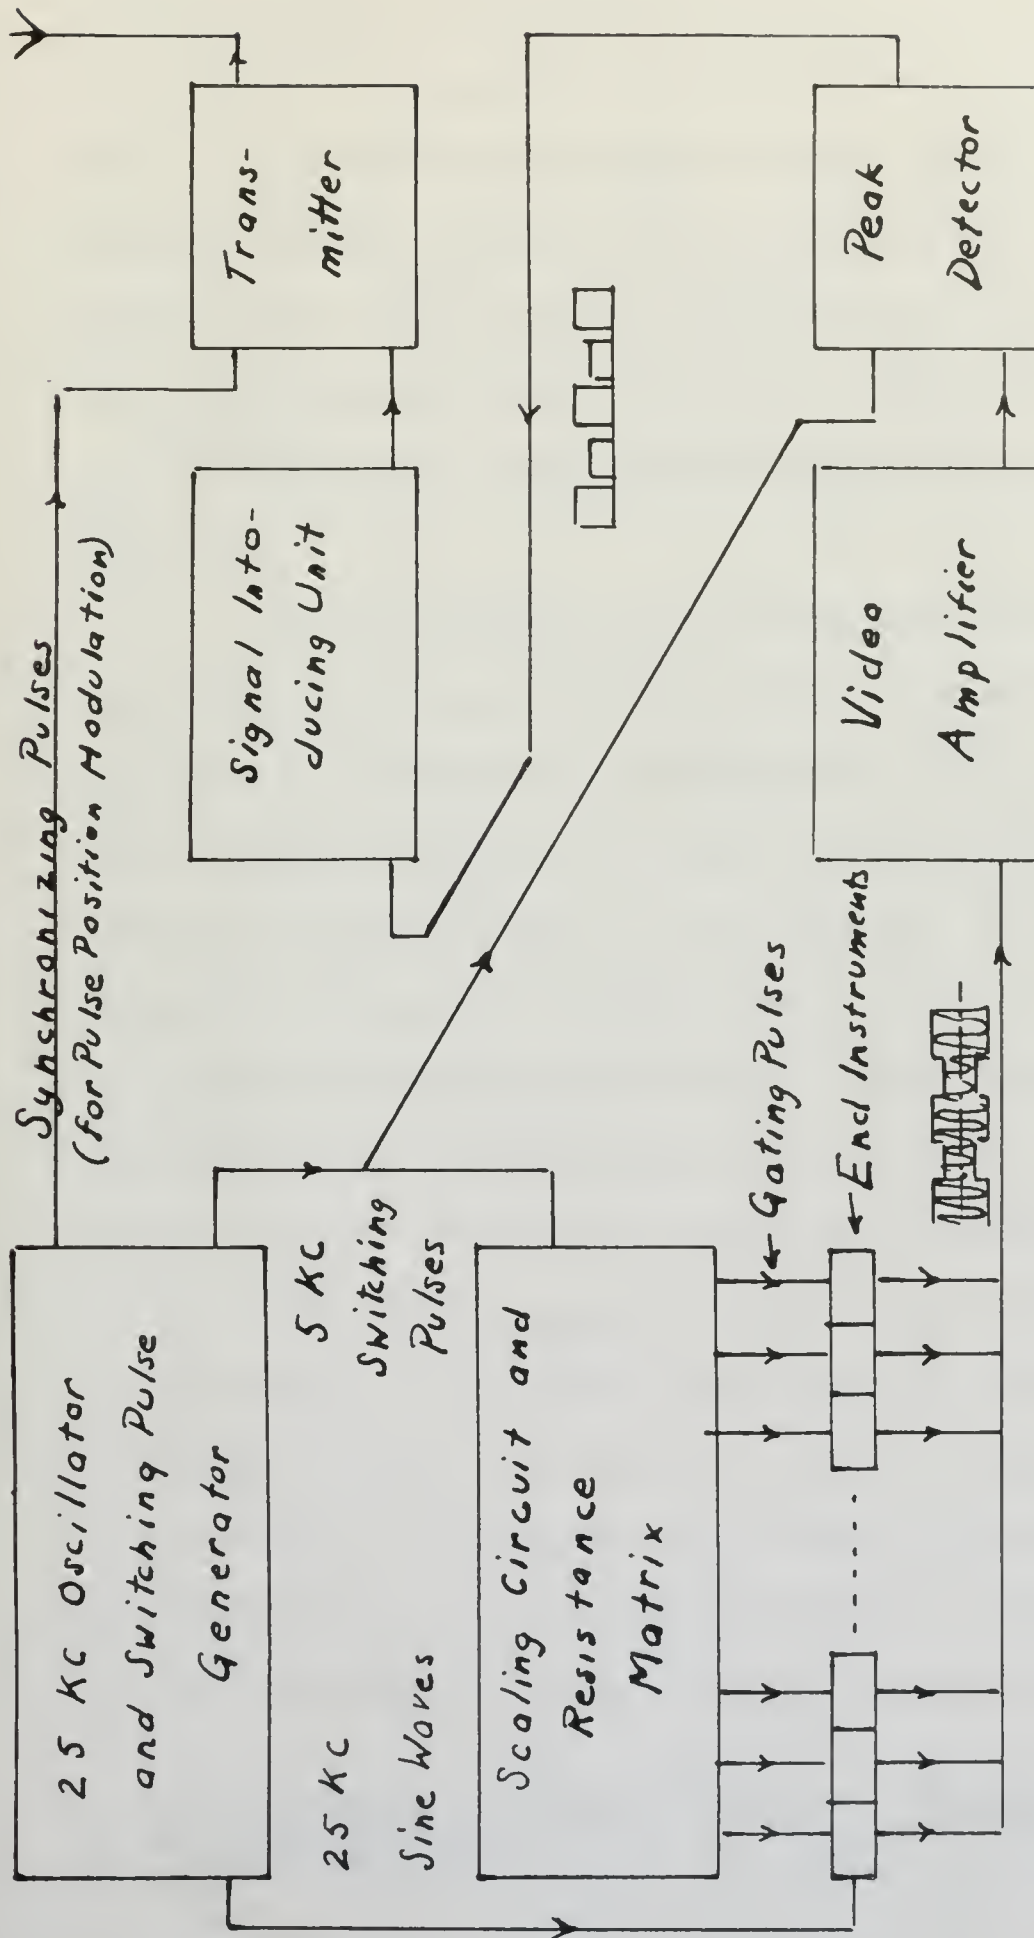 Synchronizing Pulses
(for Pulse Position Modulation)
25 KC Oscillator
and Switching Pulse
Generator
Signal Into-
ducing Unit
Trans-
mitter
5 KC
Switching
Pulses
25 KC
Sine Waves
Scaling Circuit and
Resistance
Matrix
← Gating Pulses
← End Instruments
Video
Amplifier
Peak
Detector